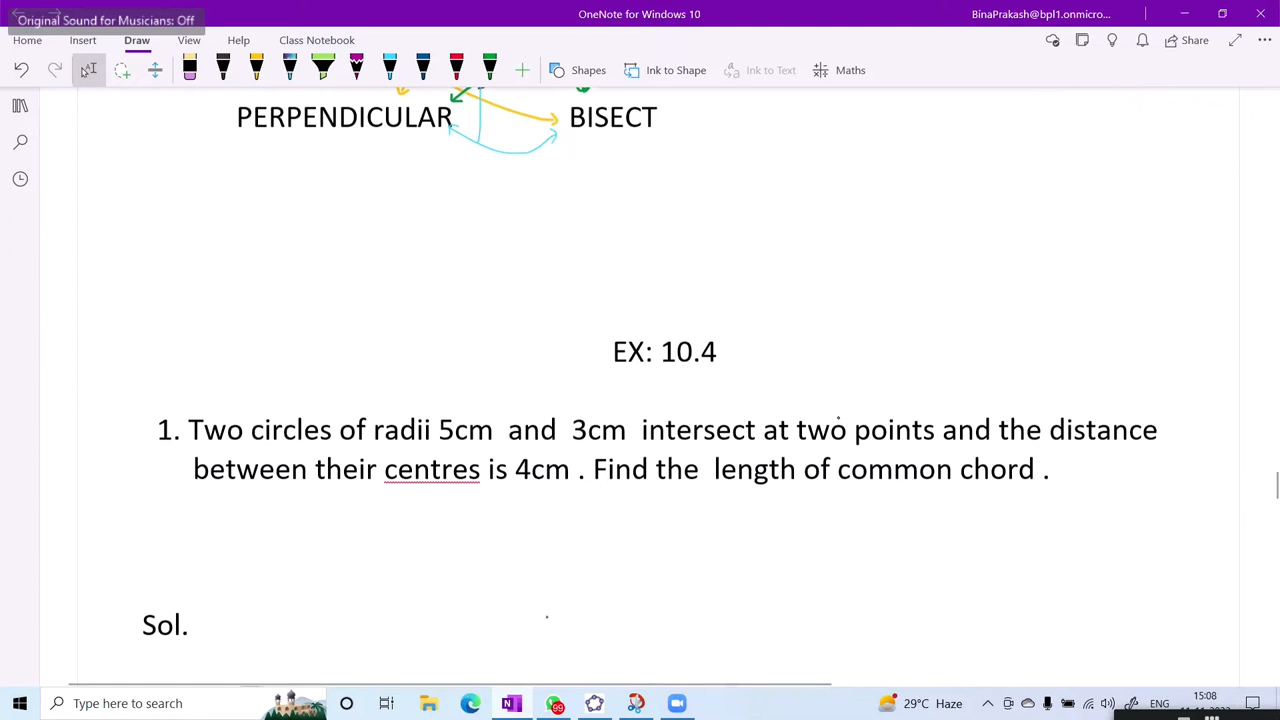 Original Sound for Musicians: Off
OneNote for Windows 10
BinaPrakash@bpl1.onmicro...
Home
Insert
Draw
View
Help
Class Notebook
Share
Shapes
Ink to Shape
Ink to Text
Maths
PERPENDICULAR
BISECT
EX: 10.4
1. Two circles of radii 5cm and 3cm intersect at two points and the distance
between their centres is 4cm . Find the length of common chord .
Sol.
Type here to search
99
29°C Haze
ENG
15:08